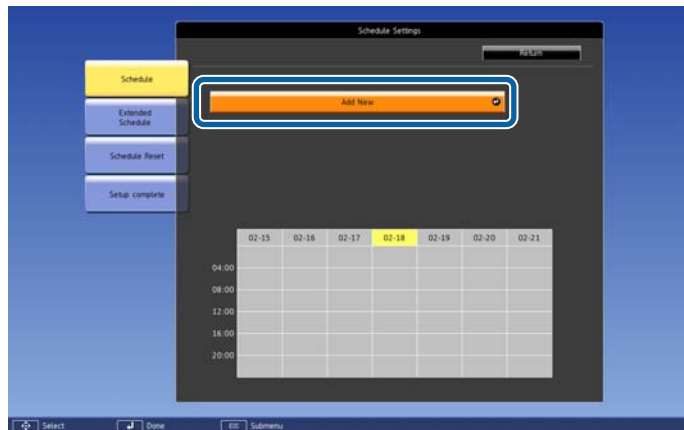 Schedule Settings
Return
Schedule
Add New
Extended
Schedule
Schedule Reset
Setup complete
02-15 02-16 02-17 02-18 02-19 02-20 02-21
04:00
08:00
12:00
16:00
20:00
Select Done Esc Submenu